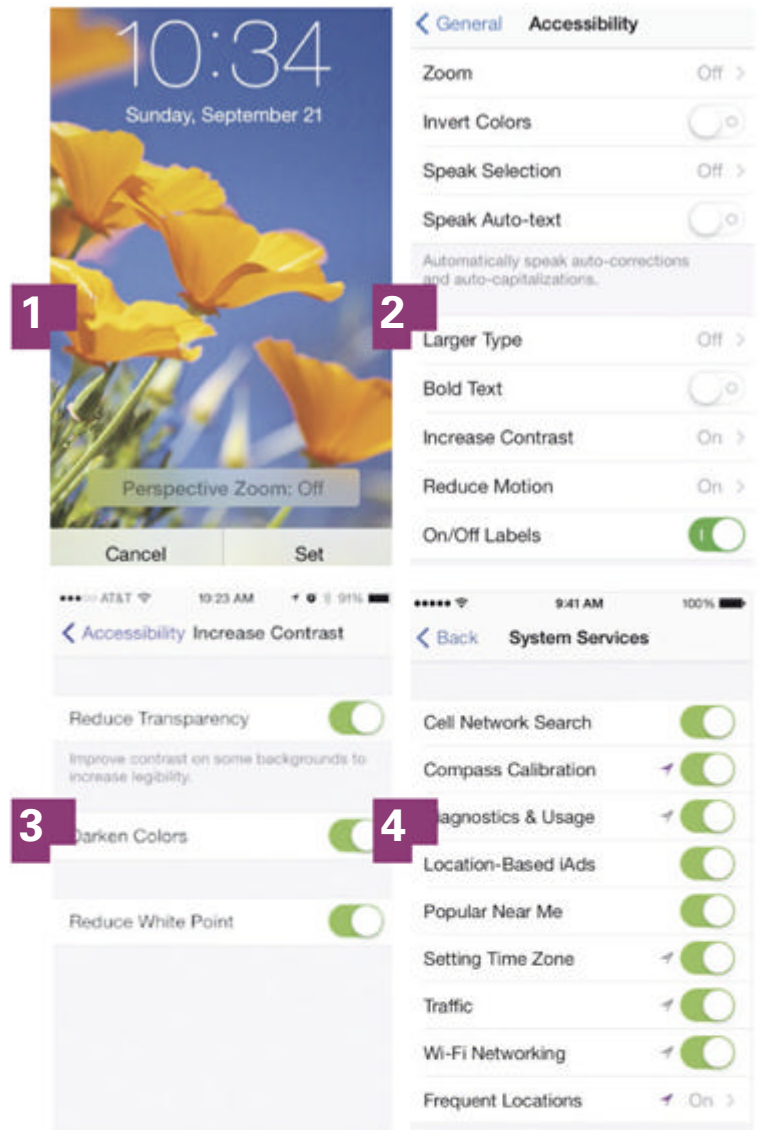 10:34
Sunday, September 21
1
Perspective Zoom: Off
Cancel Set
General Accessibility
Zoom Off
Invert Colors
Speak Selection Off
Speak Auto-text
Automatically speak auto-corrections
and auto-capitalizations.
2
Larger Type Off
Bold Text
Increase Contrast On
Reduce Motion On
On/Off Labels
AT&T 10:23 AM 91%
Accessibility Increase Contrast
Reduce Transparency
Improve contrast on some backgrounds to
increase legibility.
3
Darken Colors
Reduce White Point
9:41 AM 100%
Back System Services
Cell Network Search
Compass Calibration
4
iagnostics & Usage
Location-Based iAds
Popular Near Me
Setting Time Zone
Traffic
Wi-Fi Networking
Frequent Locations On